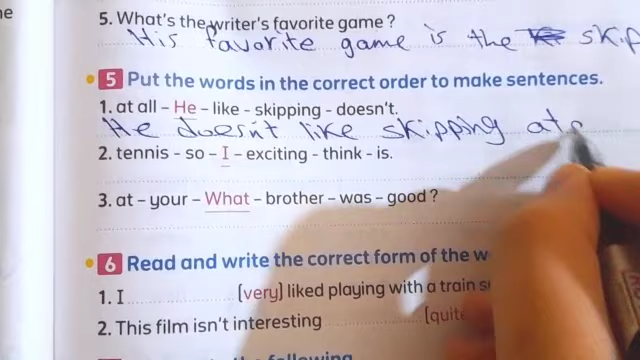 5. What's the writer's favorite game?
His favorite game is the
5 Put the words in the correct order to make sentences.
1. at all – He – like - skipping - doesn't.
He doesn't like skipping at
2. tennis - so - I - exciting - think - is.
3. at – your – What – brother – was – good?
6 Read and write the correct form of the
1. I (very) liked playing with a train
2. This film isn't interesting